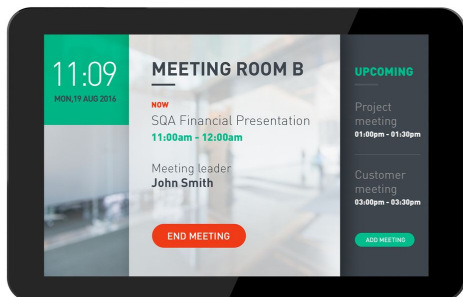 11:09
MON,19 AUG 2016
MEETING ROOM B
NOW
SQA Financial Presentation
11:00am - 12:00am
Meeting leader
John Smith
END MEETING
UPCOMING
Project
meeting
01:00pm - 01:30pm
Customer
meeting
03:00pm - 03:30pm
ADD MEETING